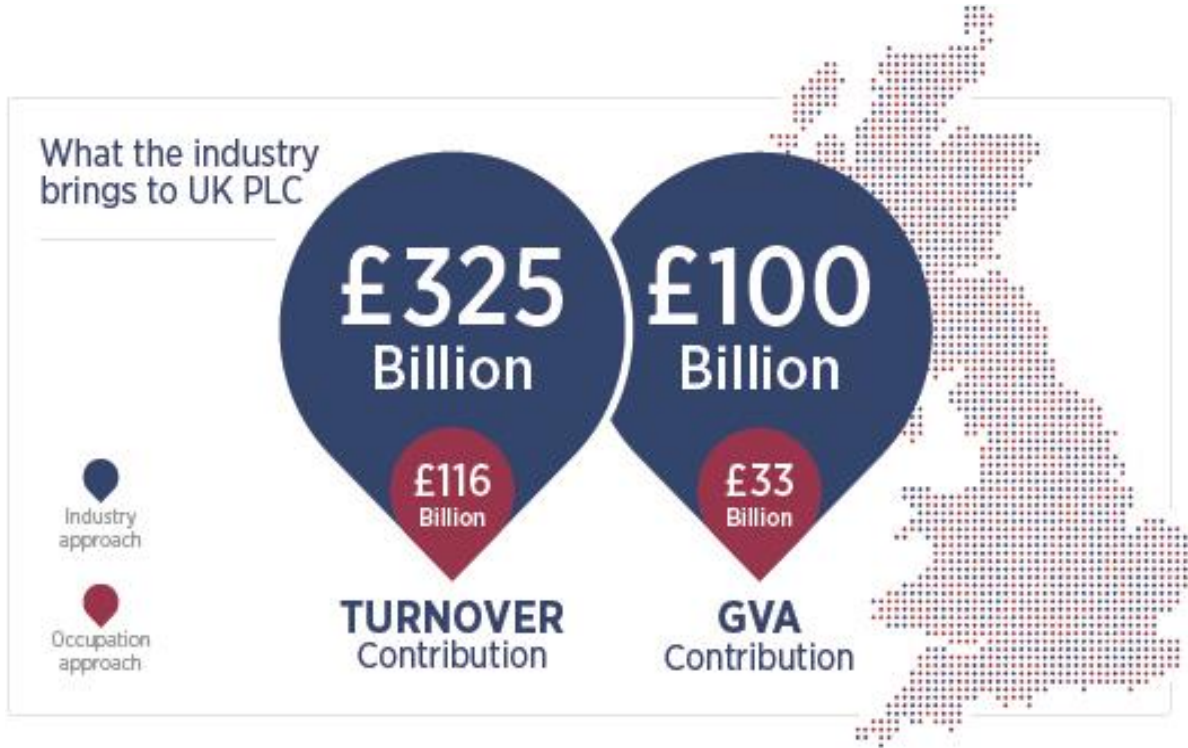 What the industry
brings to UK PLC
£325
Billion
£116
Billion
TURNOVER
Contribution
£100
Billion
£33
Billion
GVA
Contribution
Industry
approach
Occupation
approach